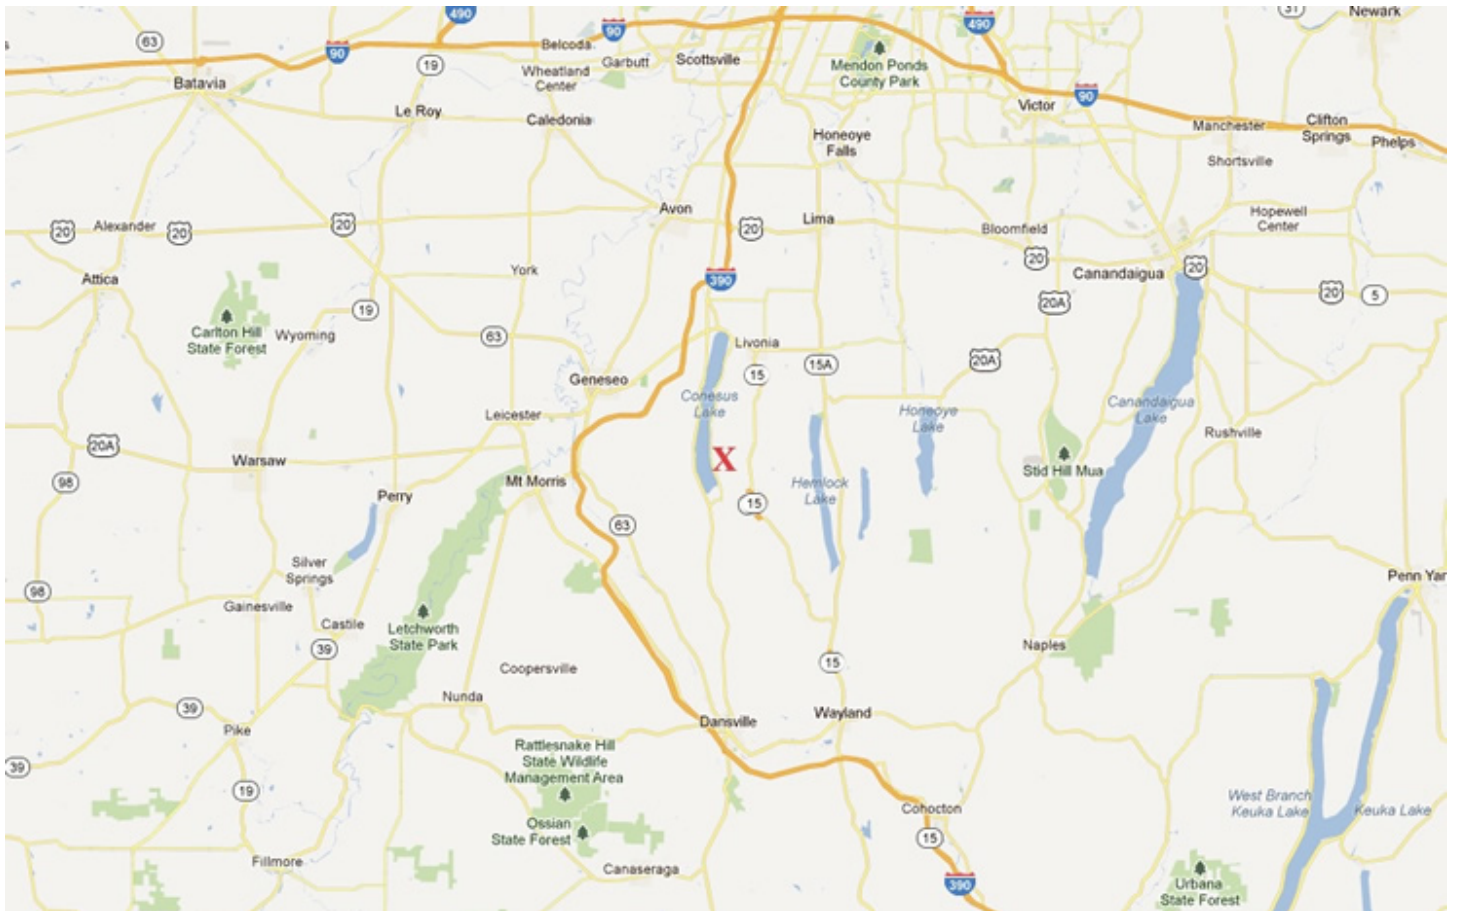 490
31
Newark
63
90
Belcoda
90
490
19
Wheatland
Center
Garbutt
Scottsville
Mendon Ponds
County Park
Batavia
Le Roy
Caledonia
Victor
90
Manchester
Clifton
Springs
Phelps
Honeoye
Falls
Shortsville
Avon
Lima
Alexander
20
20
20
20
Bloomfield
Hopewell
Center
20
Attica
York
390
Canandaigua
20
20
5
20A
19
Carlton Hill
State Forest
Wyoming
63
Livonia
15
15A
20A
Geneseo
Conesus
Lake
Leicester
Honeoye
Lake
Canandaigua
Lake
Rushville
20A
Warsaw
X
Stid Hill Mua
98
Mt Morris
Hemlock
Lake
Perry
15
63
Silver
Springs
98
Penn Yar
Gainesville
Castile
Letchworth
State Park
39
Naples
15
Coopersville
Nunda
39
Pike
Dansville
Wayland
Rattlesnake Hill
State Wildlife
Management Area
39
19
West Branch
Keuka Lake
Keuka Lake
Cohocton
Ossian
State Forest
15
Fillmore
Canaseraga
390
Urbana
State Forest